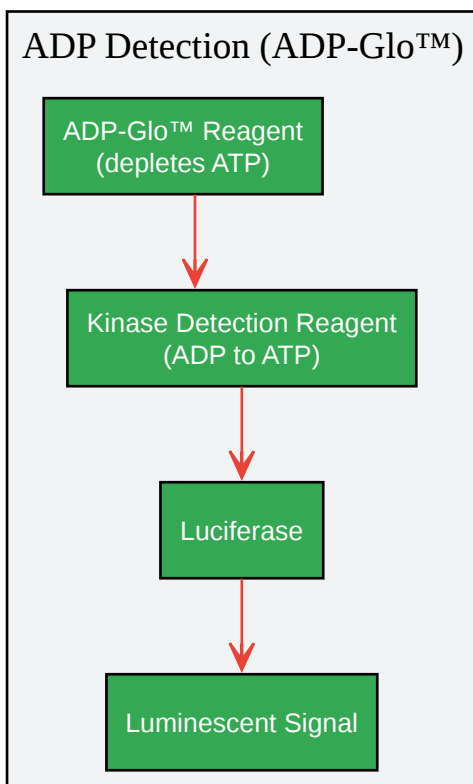 ADP Detection (ADP-Glo™)
ADP-Glo™ Reagent
(depletes ATP)
Kinase Detection Reagent
(ADP to ATP)
Luciferase
Luminescent Signal